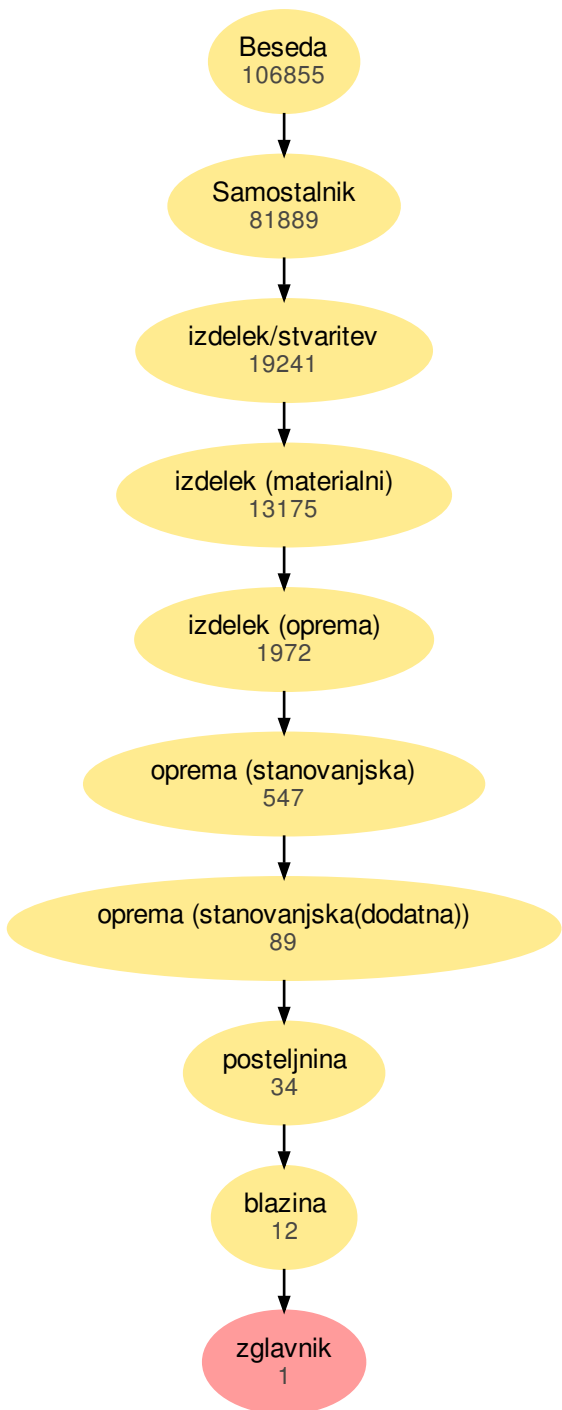 Beseda
106855
Samostalnik
81889
izdelek/stvaritev
19241
izdelek (materialni)
13175
izdelek (oprema)
1972
oprema (stanovanjska)
547
oprema (stanovanjska(dodatna))
89
posteljnina
34
blazina
12
zglavnik
1